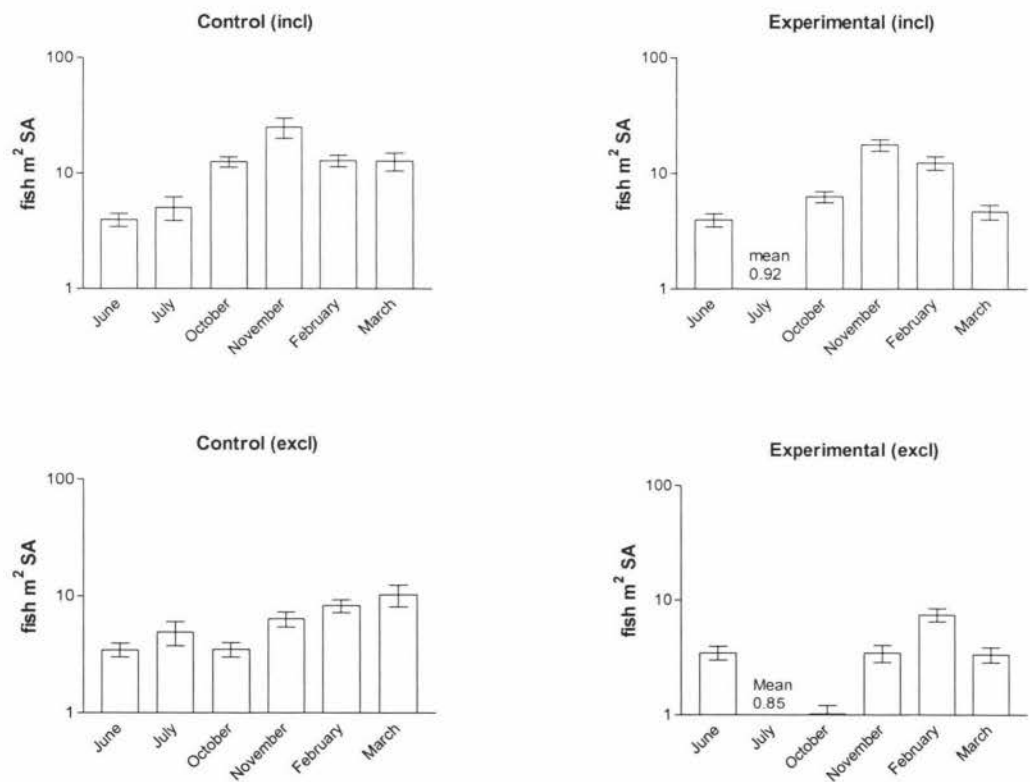 Control (incl)
100
10
1
fish m² SA
June
July
October
November
February
March
Experimental (incl)
100
10
1
fish m² SA
mean
0.92
June
July
October
November
February
March
Control (excl)
100
10
1
fish m² SA
June
July
October
November
February
March
Experimental (excl)
100
10
1
fish m² SA
Mean
0.85
June
July
October
November
February
March